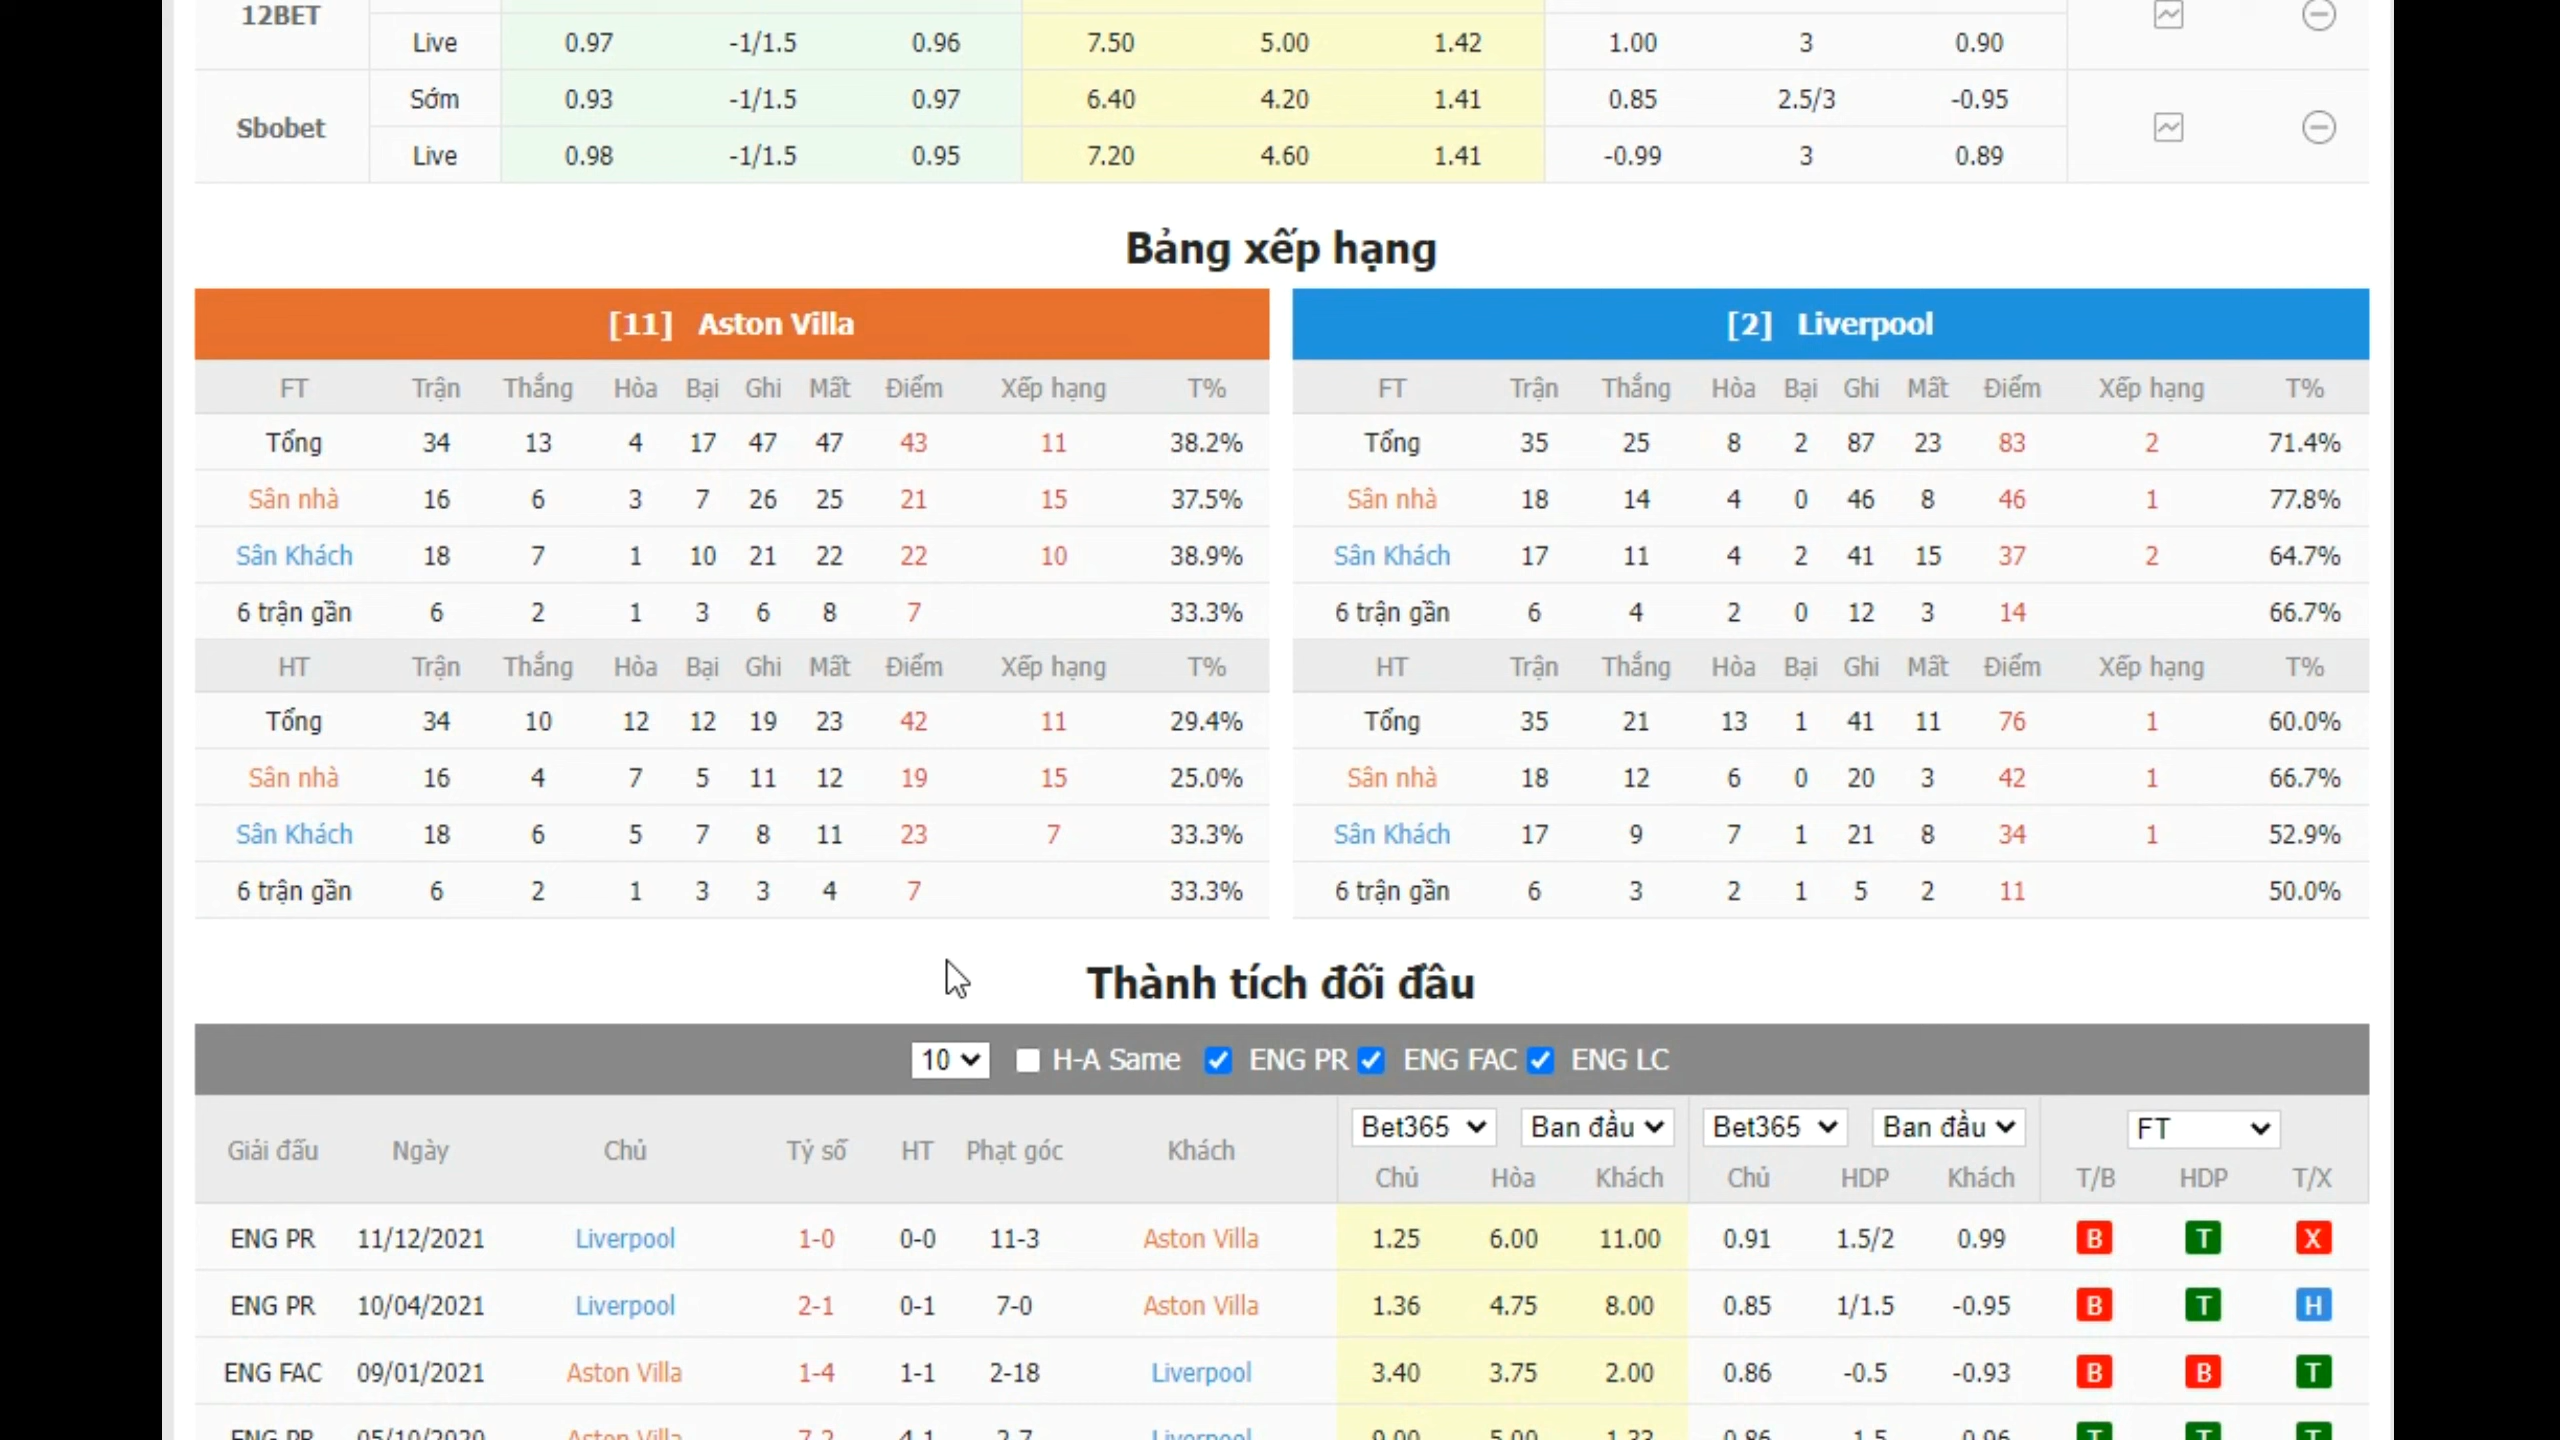 12BET
Live 0.97 -1/1.5 0.96 7.50 5.00 1.42 1.00 3 0.90
Sbobet
Sớm 0.93 -1/1.5 0.97 6.40 4.20 1.41 0.85 2.5/3 -0.95
Live 0.98 -1/1.5 0.95 7.20 4.60 1.41 -0.99 3 0.89
Bảng xếp hạng
[11] Aston Villa
FT Trận Thắng Hòa Bại Ghi Mất Điểm Xếp hạng T%
Tổng 34 13 4 17 47 47 43 11 38.2%
Sân nhà 16 6 3 7 26 25 21 15 37.5%
Sân Khách 18 7 1 10 21 22 22 10 38.9%
6 trận gần 6 2 1 3 6 8 7 33.3%
HT Trận Thắng Hòa Bại Ghi Mất Điểm Xếp hạng T%
Tổng 34 10 12 12 19 23 42 11 29.4%
Sân nhà 16 4 7 5 11 12 19 15 25.0%
Sân Khách 18 6 5 7 8 11 23 7 33.3%
6 trận gần 6 2 1 3 3 4 7 33.3%
[2] Liverpool
FT Trận Thắng Hòa Bại Ghi Mất Điểm Xếp hạng T%
Tổng 35 25 8 2 87 23 83 2 71.4%
Sân nhà 18 14 4 0 46 8 46 1 77.8%
Sân Khách 17 11 4 2 41 15 37 2 64.7%
6 trận gần 6 4 2 0 12 3 14 66.7%
HT Trận Thắng Hòa Bại Ghi Mất Điểm Xếp hạng T%
Tổng 35 21 13 1 41 11 76 1 60.0%
Sân nhà 18 12 6 0 20 3 42 1 66.7%
Sân Khách 17 9 7 1 21 8 34 1 52.9%
6 trận gần 6 3 2 1 5 2 11 50.0%
Thành tích đối đầu
10 H-A Same ENG PR ENG FAC ENG LC
Bet365 Ban đầu Bet365 Ban đầu FT
Giải đấu Ngày Chủ Tỷ số HT Phạt góc Khách Chủ Hòa Khách Chủ HDP Khách T/B HDP T/X
ENG PR 11/12/2021 Liverpool 1-0 0-0 11-3 Aston Villa 1.25 6.00 11.00 0.91 1.5/2 0.99 B T X
ENG PR 10/04/2021 Liverpool 2-1 0-1 7-0 Aston Villa 1.36 4.75 8.00 0.85 1/1.5 -0.95 B T H
ENG FAC 09/01/2021 Aston Villa 1-4 1-1 2-18 Liverpool 3.40 3.75 2.00 0.86 -0.5 -0.93 B B T
ENG PR 05/10/2020 Aston Villa 7-2 4-1 Liverpool 5.00 T T T